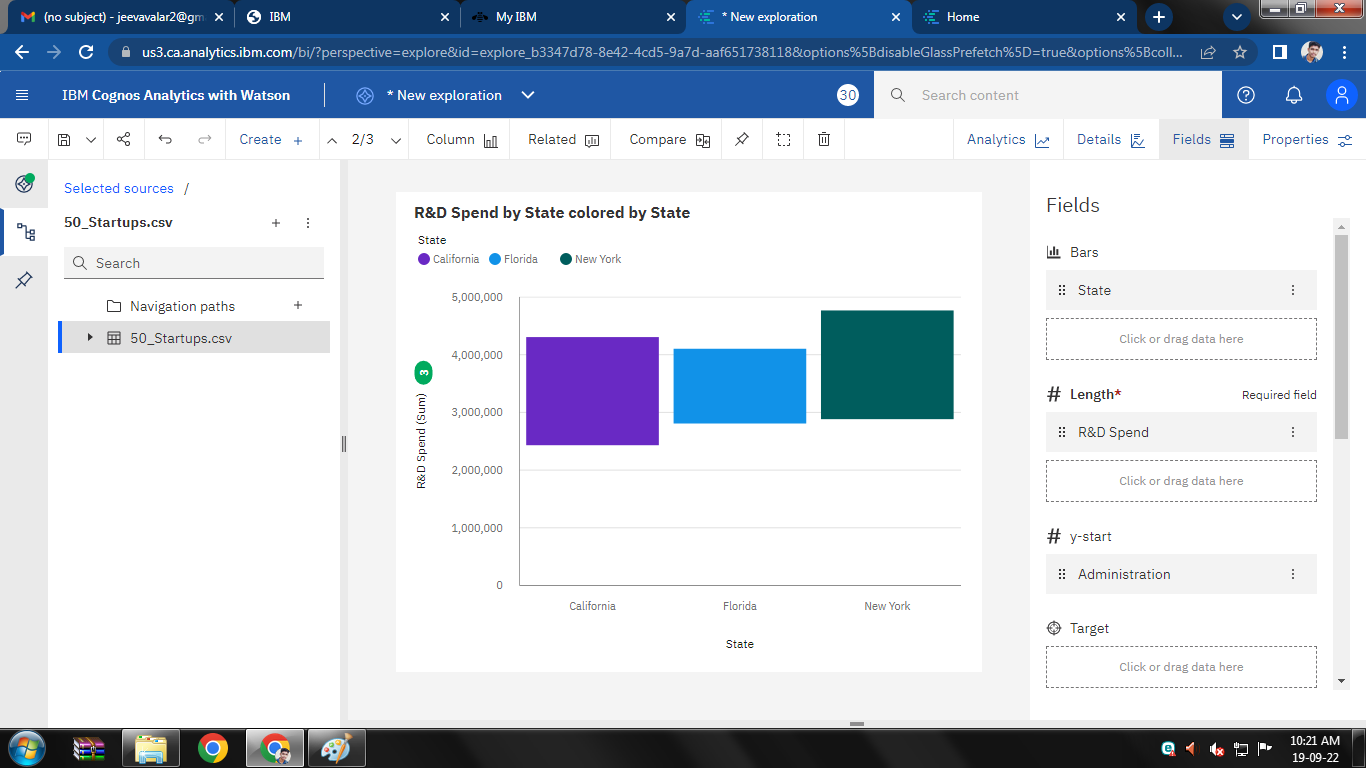 (no subject) - jeevavalar2@gm
IBM
My IBM
* New exploration
Home
us3.ca.analytics.ibm.com/bi/?perspective=explore&id=explore_b3347d78-8e42-4cd5-9a7d-aaf651738118&options%5BdisableGlassPrefetch%5D=true&options%5Bcoll...
IBM Cognos Analytics with Watson
* New exploration
30
Search content
Create +
2/3
Column
Related
Compare
Analytics
Details
Fields
Properties
Selected sources /
50_Startups.csv
Search
Navigation paths
50_Startups.csv
R&D Spend by State colored by State
State
California
Florida
New York
5,000,000
4,000,000
3,000,000
2,000,000
1,000,000
0
R&D Spend (Sum)
3
California
Florida
New York
State
Fields
Bars
State
Click or drag data here
Length* Required field
R&D Spend
Click or drag data here
y-start
Administration
Target
Click or drag data here
10:21 AM
19-09-22